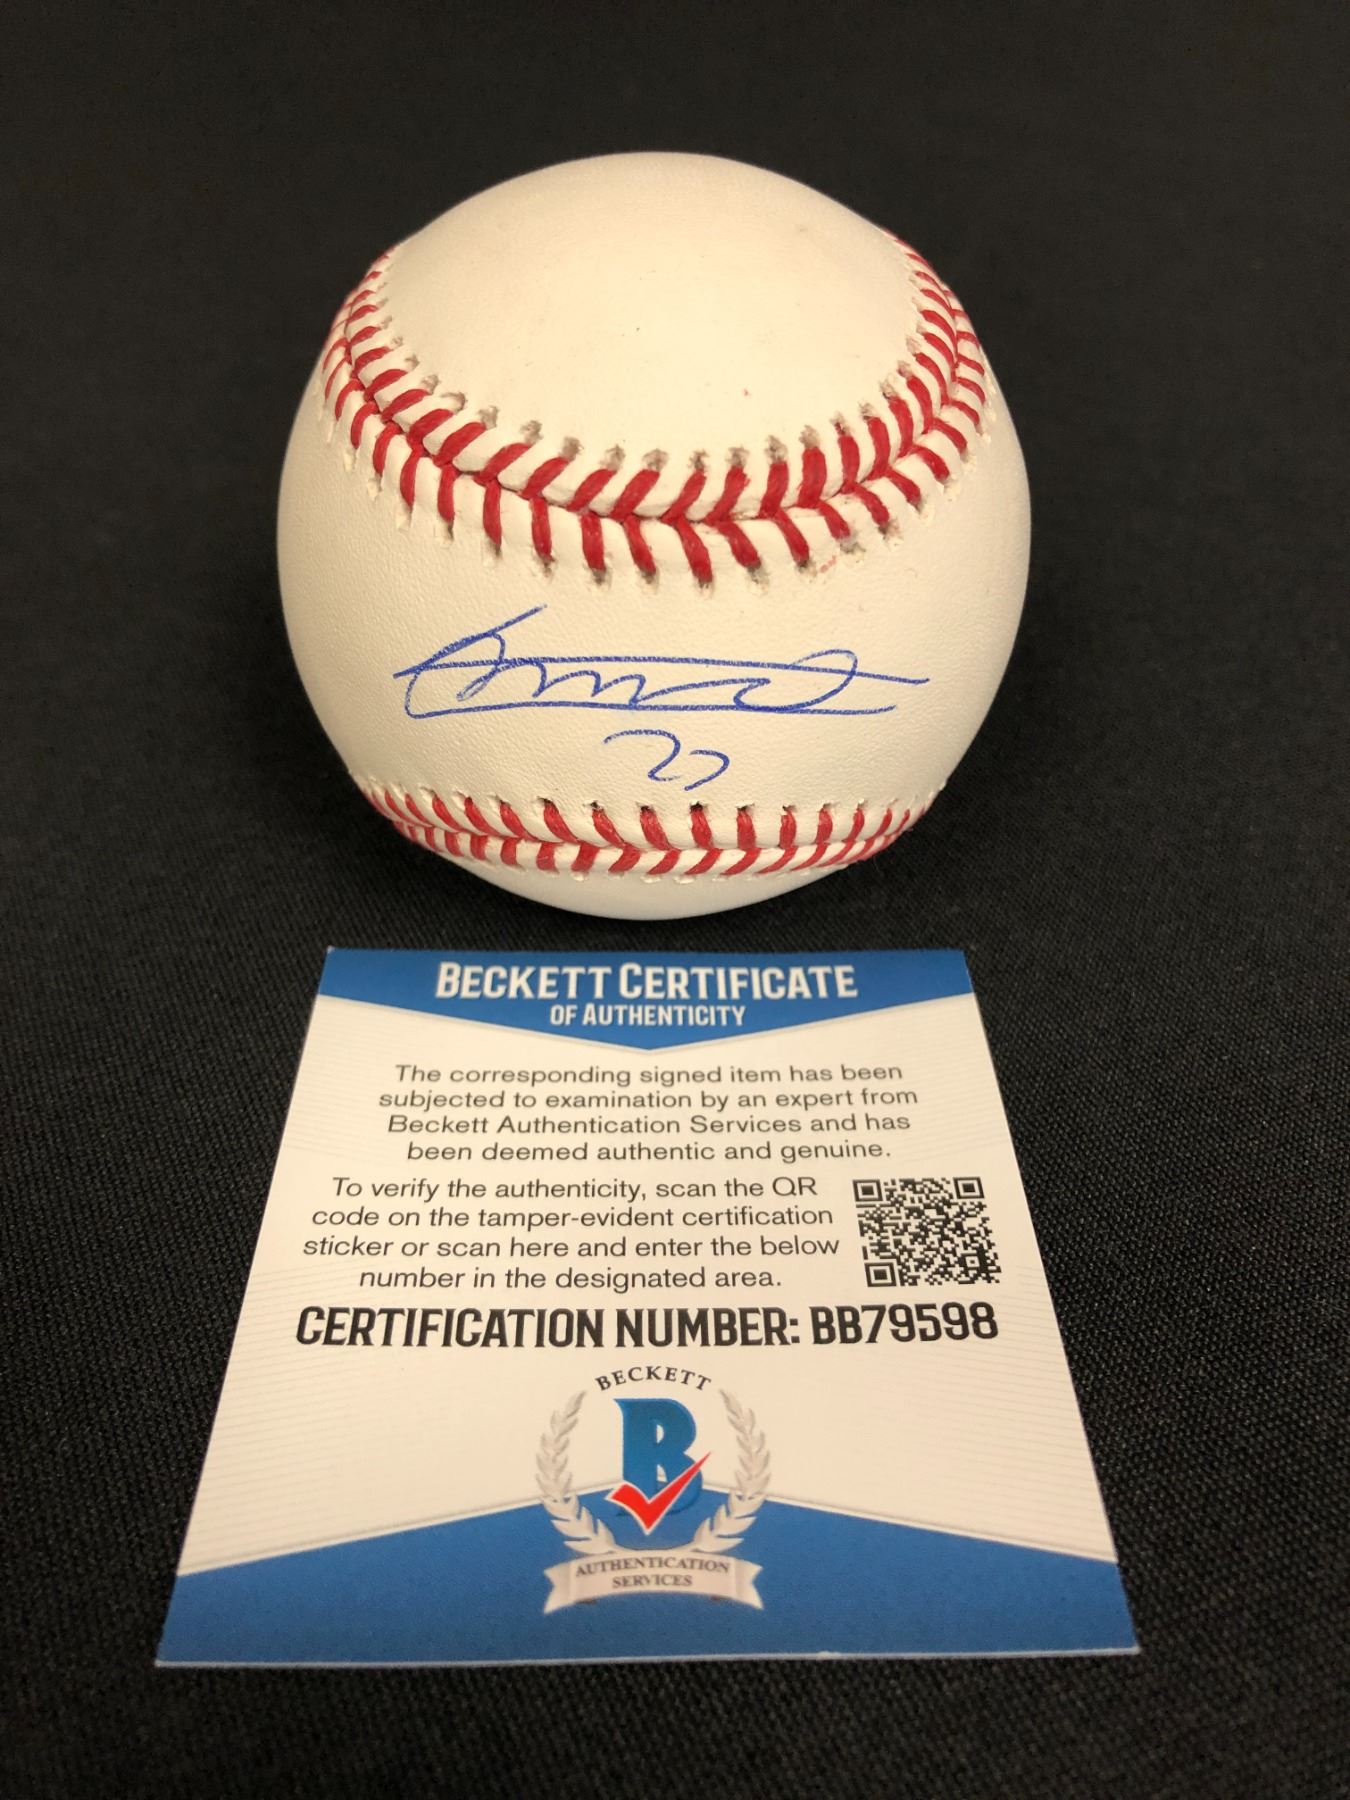 27
BECKETT CERTIFICATE
OF AUTHENTICITY
The corresponding signed item has been
subjected to examination by an expert from
Beckett Authentication Services and has
been deemed authentic and genuine.
To verify the authenticity, scan the QR
code on the tamper-evident certification
sticker or scan here and enter the below
number in the designated area.
CERTIFICATION NUMBER: BB79598
BECKETT
B
AUTHENTICATION
SERVICES